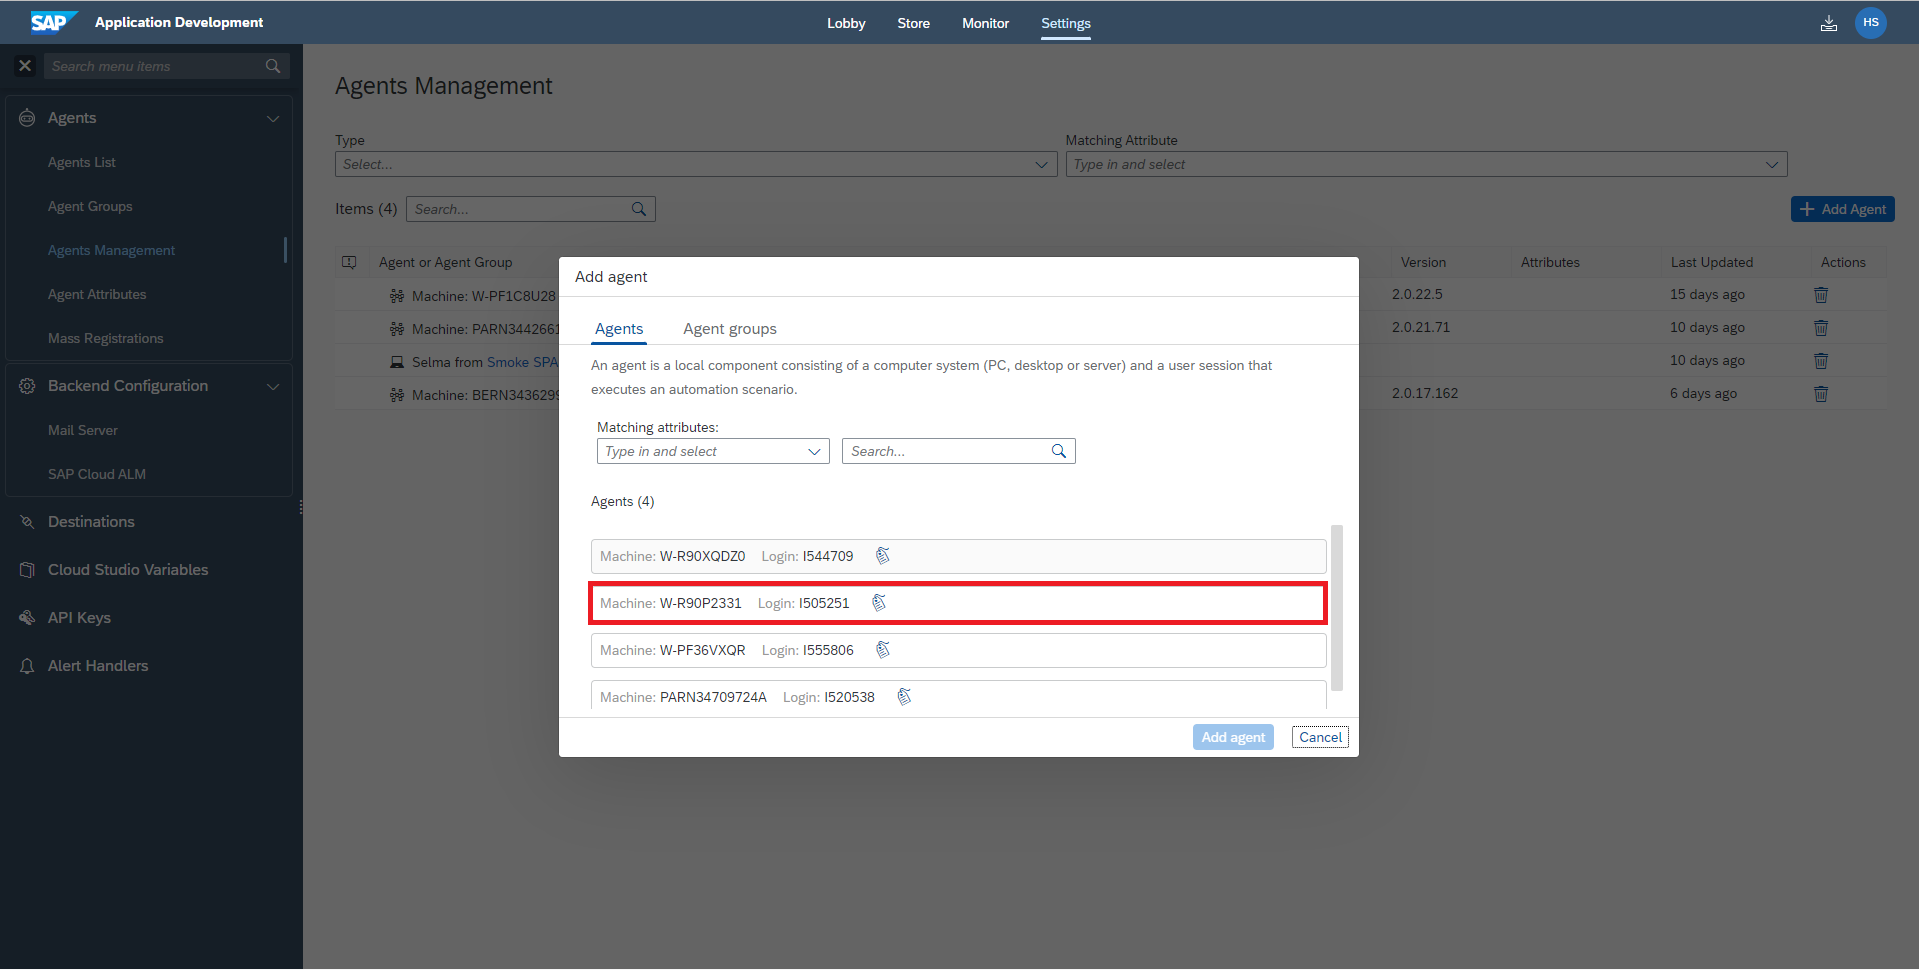 SAP Application Development Lobby Store Monitor Settings HS
Search menu items
Agents
Agents List
Agent Groups
Agents Management
Agent Attributes
Mass Registrations
Backend Configuration
Mail Server
SAP Cloud ALM
Destinations
Cloud Studio Variables
API Keys
Alert Handlers
Agents Management
Type Matching Attribute
Select... Type in and select
Items (4) Search... Add Agent
Agent or Agent Group Version Attributes Last Updated Actions
Machine: W-PF1C8U28 2.0.22.5 15 days ago
Machine: PARN3442661 2.0.21.71 10 days ago
Selma from Smoke SPA 10 days ago
Machine: BERN3436299 2.0.17.162 6 days ago
Add agent
Agents Agent groups
An agent is a local component consisting of a computer system (PC, desktop or server) and a user session that
executes an automation scenario.
Matching attributes:
Type in and select Search...
Agents (4)
Machine: W-R90XQDZ0 Login: I544709
Machine: W-R90P2331 Login: I505251
Machine: W-PF36VXQR Login: I555806
Machine: PARN34709724A Login: I520538
Add agent Cancel